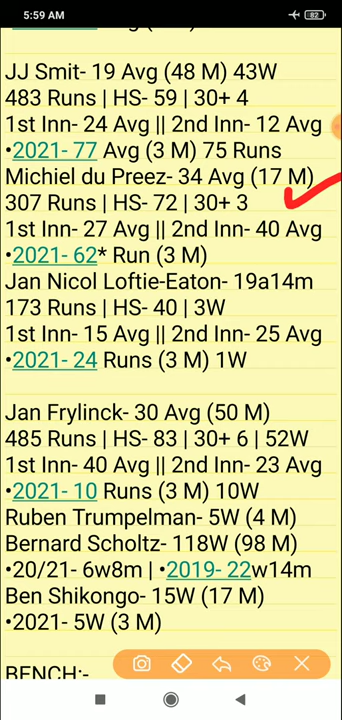 5:59 AM
82
JJ Smit- 19 Avg (48 M) 43W
483 Runs | HS- 59 | 30+ 4
1st Inn- 24 Avg || 2nd Inn- 12 Avg
•2021- 77 Avg (3 M) 75 Runs
Michiel du Preez- 34 Avg (17 M)
307 Runs | HS- 72 | 30+ 3
1st Inn- 27 Avg || 2nd Inn- 40 Avg
•2021- 62* Run (3 M)
Jan Nicol Loftie-Eaton- 19a14m
173 Runs | HS- 40 | 3W
1st Inn- 15 Avg || 2nd Inn- 25 Avg
•2021- 24 Runs (3 M) 1W
Jan Frylinck- 30 Avg (50 M)
485 Runs | HS- 83 | 30+ 6 | 52W
1st Inn- 40 Avg || 2nd Inn- 23 Avg
•2021- 10 Runs (3 M) 10W
Ruben Trumpelman- 5W (4 M)
Bernard Scholtz- 118W (98 M)
•20/21- 6w8m | •2019- 22w14m
Ben Shikongo- 15W (17 M)
•2021- 5W (3 M)
BENCH:-